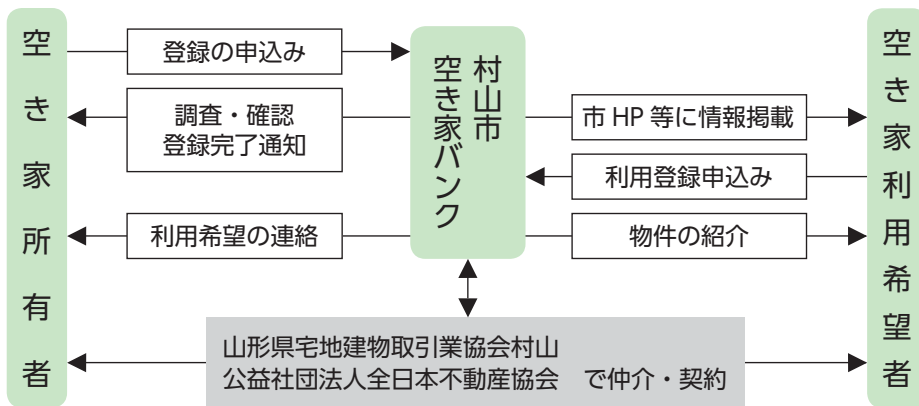 空き家所有者
登録の申込み
調査・確認
登録完了通知
利用希望の連絡
村山市
空き家バンク
市 HP 等に情報掲載
利用登録申込み
物件の紹介
空き家利用希望者
山形県宅地建物取引業協会村山
公益社団法人全日本不動産協会　で仲介・契約